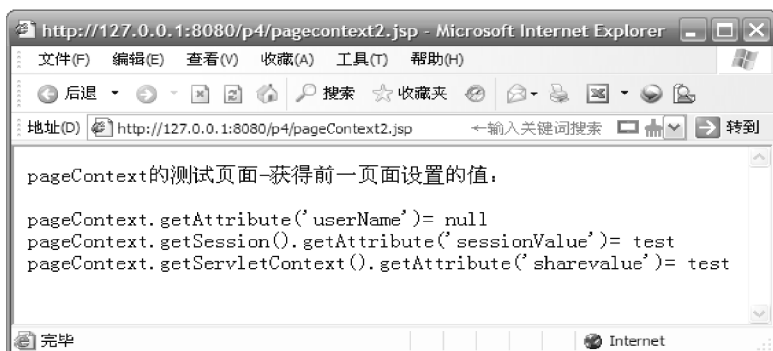 http://127.0.0.1:8080/p4/pagecontext2.jsp - Microsoft Internet Explorer
文件(F) 编辑(E) 查看(V) 收藏(A) 工具(T) 帮助(H)
后退 搜索 收藏夹
地址(D) http://127.0.0.1:8080/p4/pageContext2.jsp ←输入关键词搜索 转到
pageContext的测试页面-获得前一页面设置的值：
pageContext.getAttribute('userName')= null
pageContext.getSession().getAttribute('sessionValue')= test
pageContext.getServletContext().getAttribute('sharevalue')= test
完毕 Internet